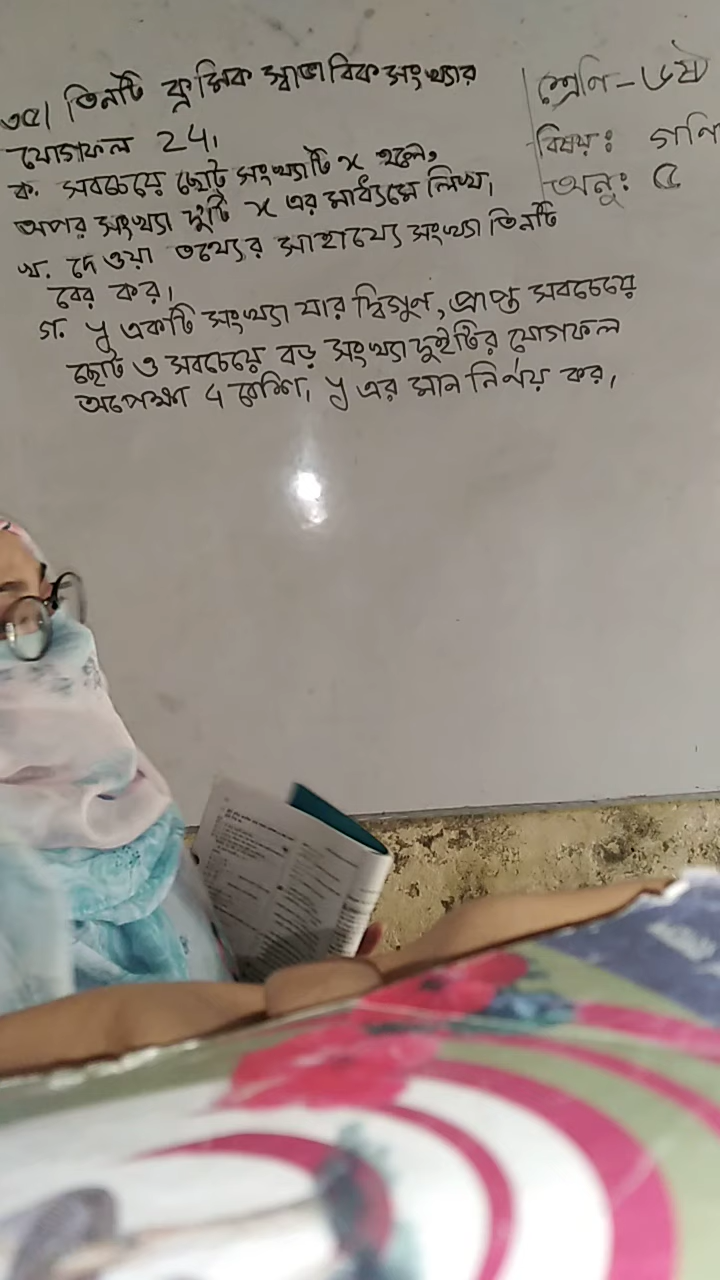 ৩৫। তিনটি ক্রমিক স্বাভাবিক সংখ্যার
যোগফল 24।
ক. সবচেয়ে ছোট সংখ্যাটি x হলে,
অপর সংখ্যা দুটি x এর মাধ্যমে লিখ।
খ. দেওয়া তথ্যের সাহায্যে সংখ্যা তিনটি
বের কর।
গ. y একটি সংখ্যা যার দ্বিগুন, প্রাপ্ত সবচেয়ে
ছোট ও সবচেয়ে বড় সংখ্যা দুইটির যোগফল
অপেক্ষা 4 বেশি। y এর মান নির্ণয় কর।
শ্রেণি - ৬ষ্ঠ
বিষয়ঃ গনি
অনুঃ ৫